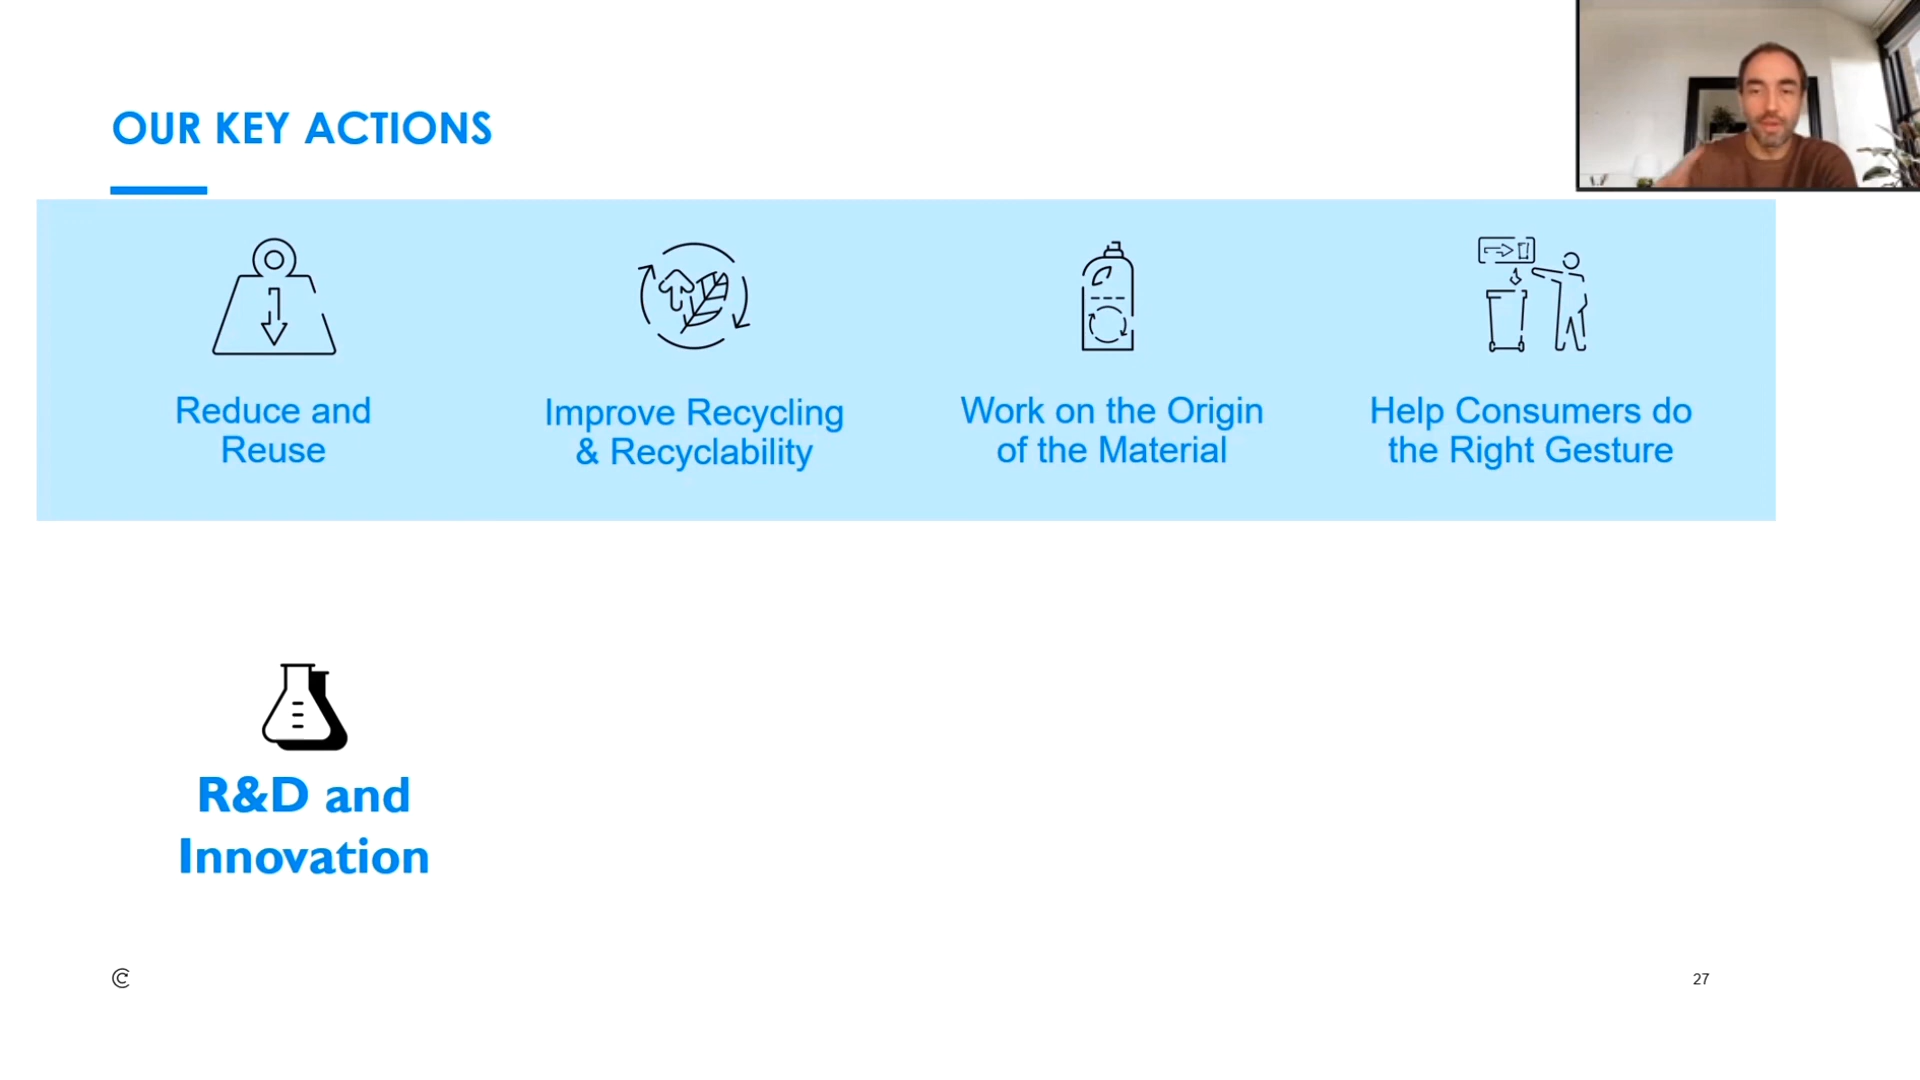 OUR KEY ACTIONS
Reduce and
Reuse
Improve Recycling
& Recyclability
Work on the Origin
of the Material
Help Consumers do
the Right Gesture
R&D and
Innovation
27